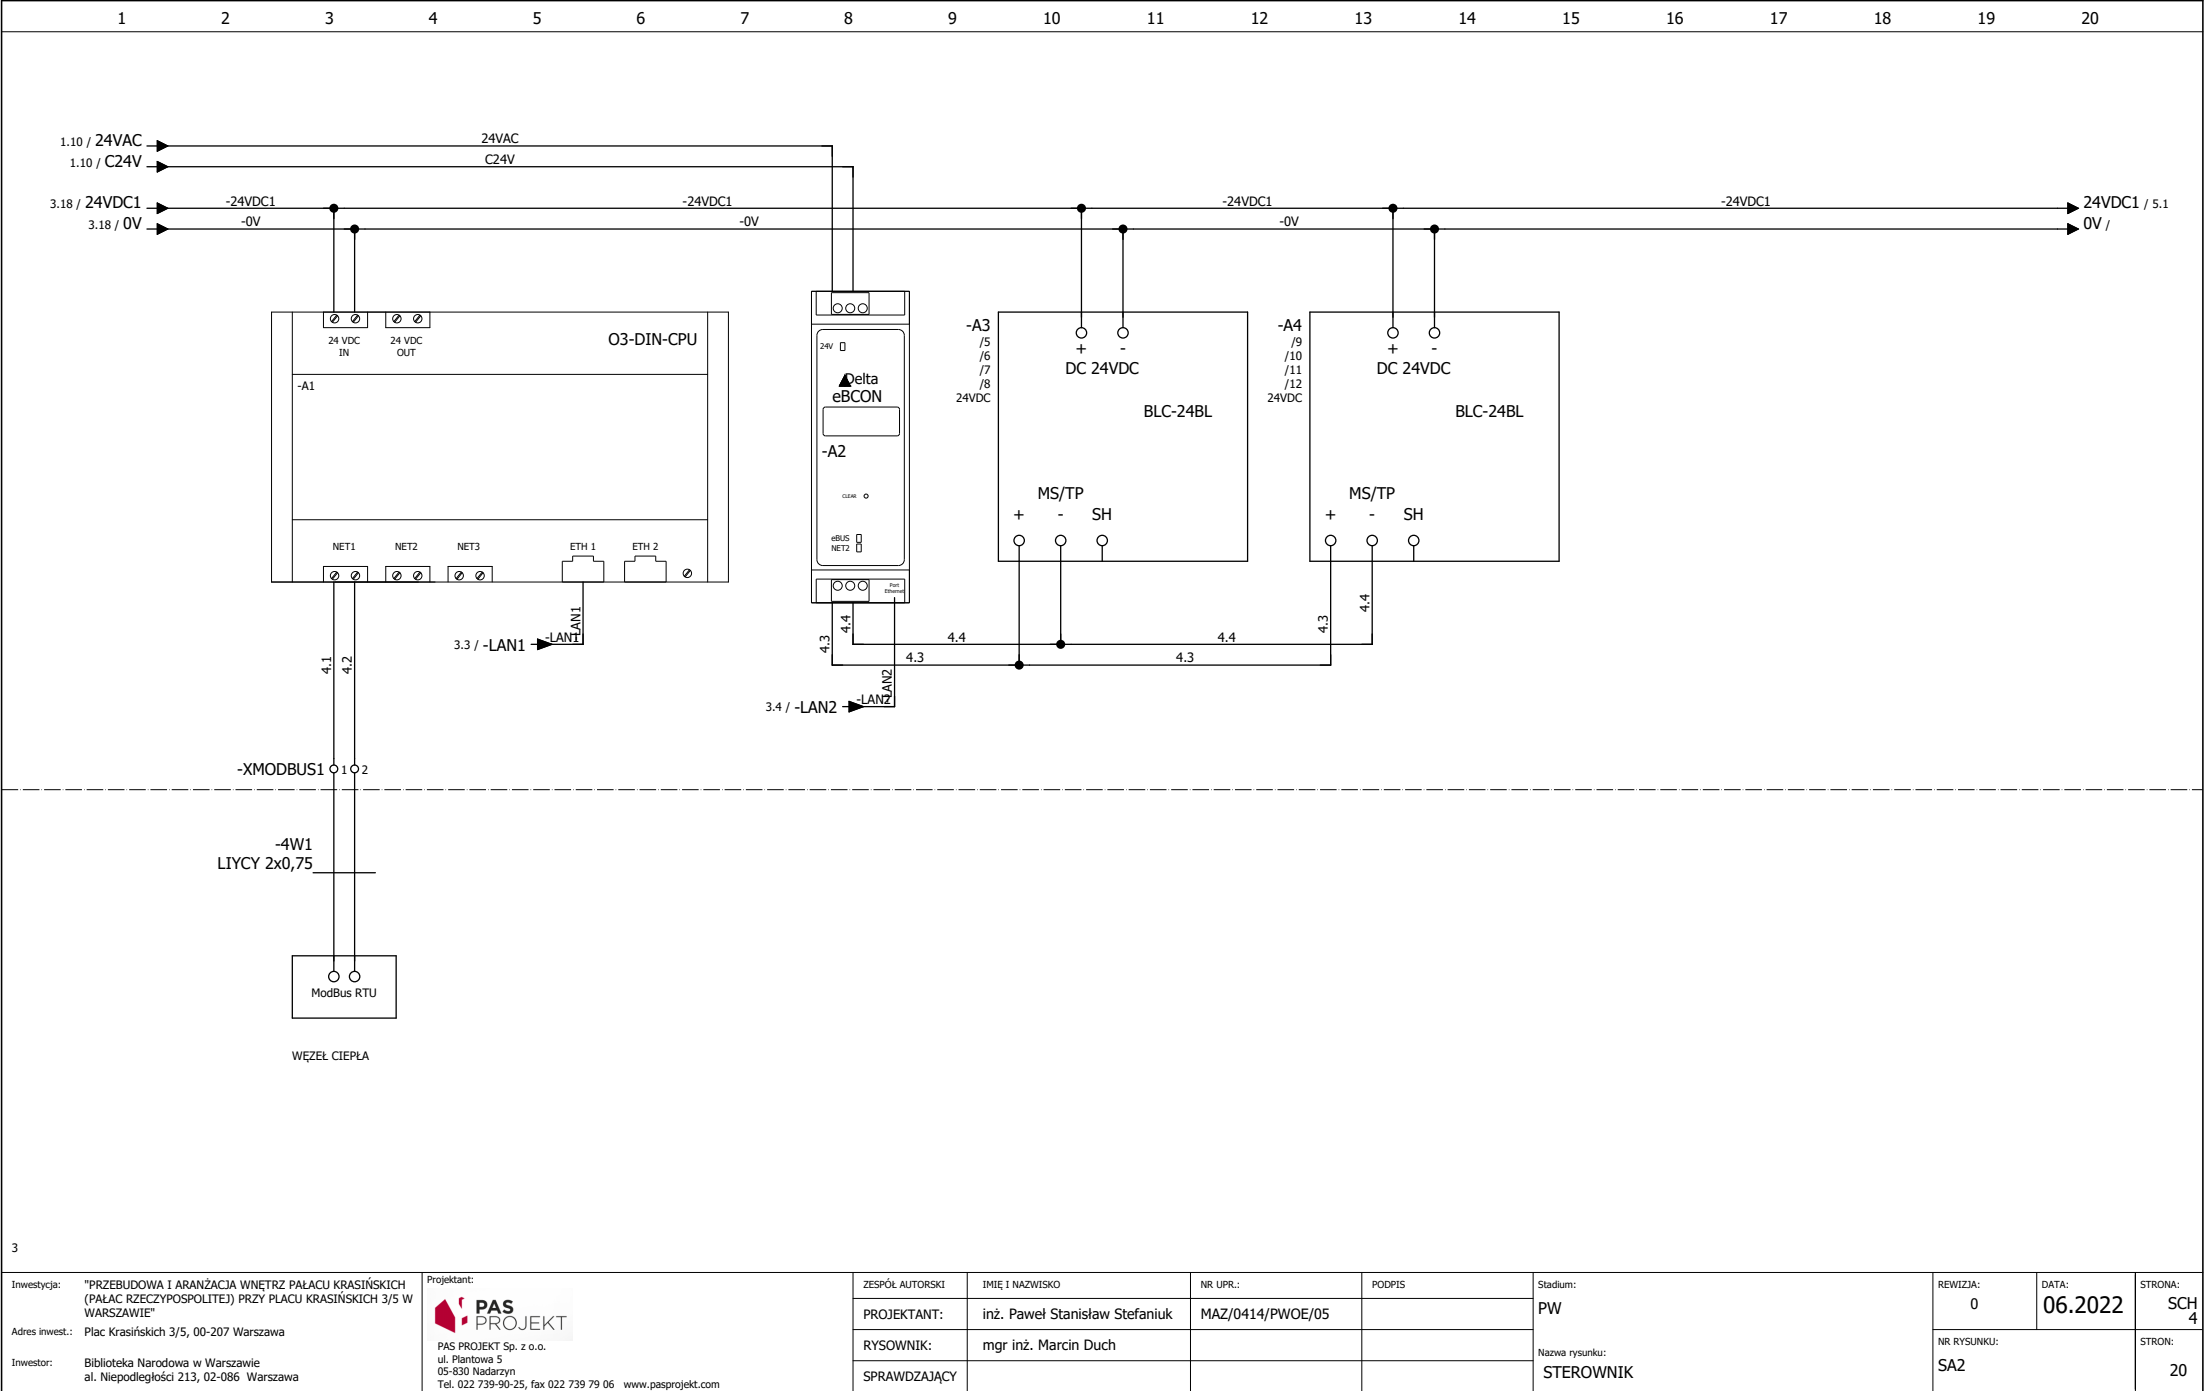 1 2 3 4 5 6 7 8 9 10 11 12 13 14 15 16 17 18 19 20
1.10 / 24VAC
24VAC
1.10 / C24V
C24V
3.18 / 24VDC1
-24VDC1
-24VDC1
-24VDC1
-24VDC1
24VDC1 / 5.1
3.18 / 0V
-0V
-0V
-0V
0V /
24 VDC
IN
24 VDC
OUT
O3-DIN-CPU
-A1
NET1
NET2
NET3
ETH 1
ETH 2
24V
Delta
eBCON
-A2
CLEAR
eBUS
NET2
Port
Ethernet
-A3
/5
/6
/7
/8
24VDC
+ -
DC 24VDC
BLC-24BL
MS/TP
+ - SH
-A4
/9
/10
/11
/12
24VDC
+ -
DC 24VDC
BLC-24BL
MS/TP
+ - SH
4.1
4.2
3.3 / -LAN1
-LAN1
-LAN1
4.3
4.4
4.4
4.4
4.3
4.3
4.3
4.4
3.4 / -LAN2
-LAN2
-LAN2
-XMODBUS1 1 2
-4W1
LIYCY 2x0,75
ModBus RTU
WĘZEŁ CIEPŁA
3
Inwestycja: "PRZEBUDOWA I ARANŻACJA WNĘTRZ PAŁACU KRASIŃSKICH
(PAŁAC RZECZYPOSPOLITEJ) PRZY PLACU KRASIŃSKICH 3/5 W
WARSZAWIE"
Adres inwest.: Plac Krasińskich 3/5, 00-207 Warszawa
Inwestor: Biblioteka Narodowa w Warszawie
al. Niepodległości 213, 02-086 Warszawa
Projektant:
PAS
PROJEKT
PAS PROJEKT Sp. z o.o.
ul. Plantowa 5
05-830 Nadarzyn
Tel. 022 739-90-25, fax 022 739 79 06 www.pasprojekt.com
ZESPÓŁ AUTORSKI IMIĘ I NAZWISKO NR UPR.: PODPIS
PROJEKTANT: inż. Paweł Stanisław Stefaniuk MAZ/0414/PWOE/05
RYSOWNIK: mgr inż. Marcin Duch
SPRAWDZAJĄCY
Stadium:
PW
Nazwa rysunku:
STEROWNIK
REWIZJA:
0
DATA:
06.2022
STRONA:
SCH
4
NR RYSUNKU:
SA2
STRON:
20